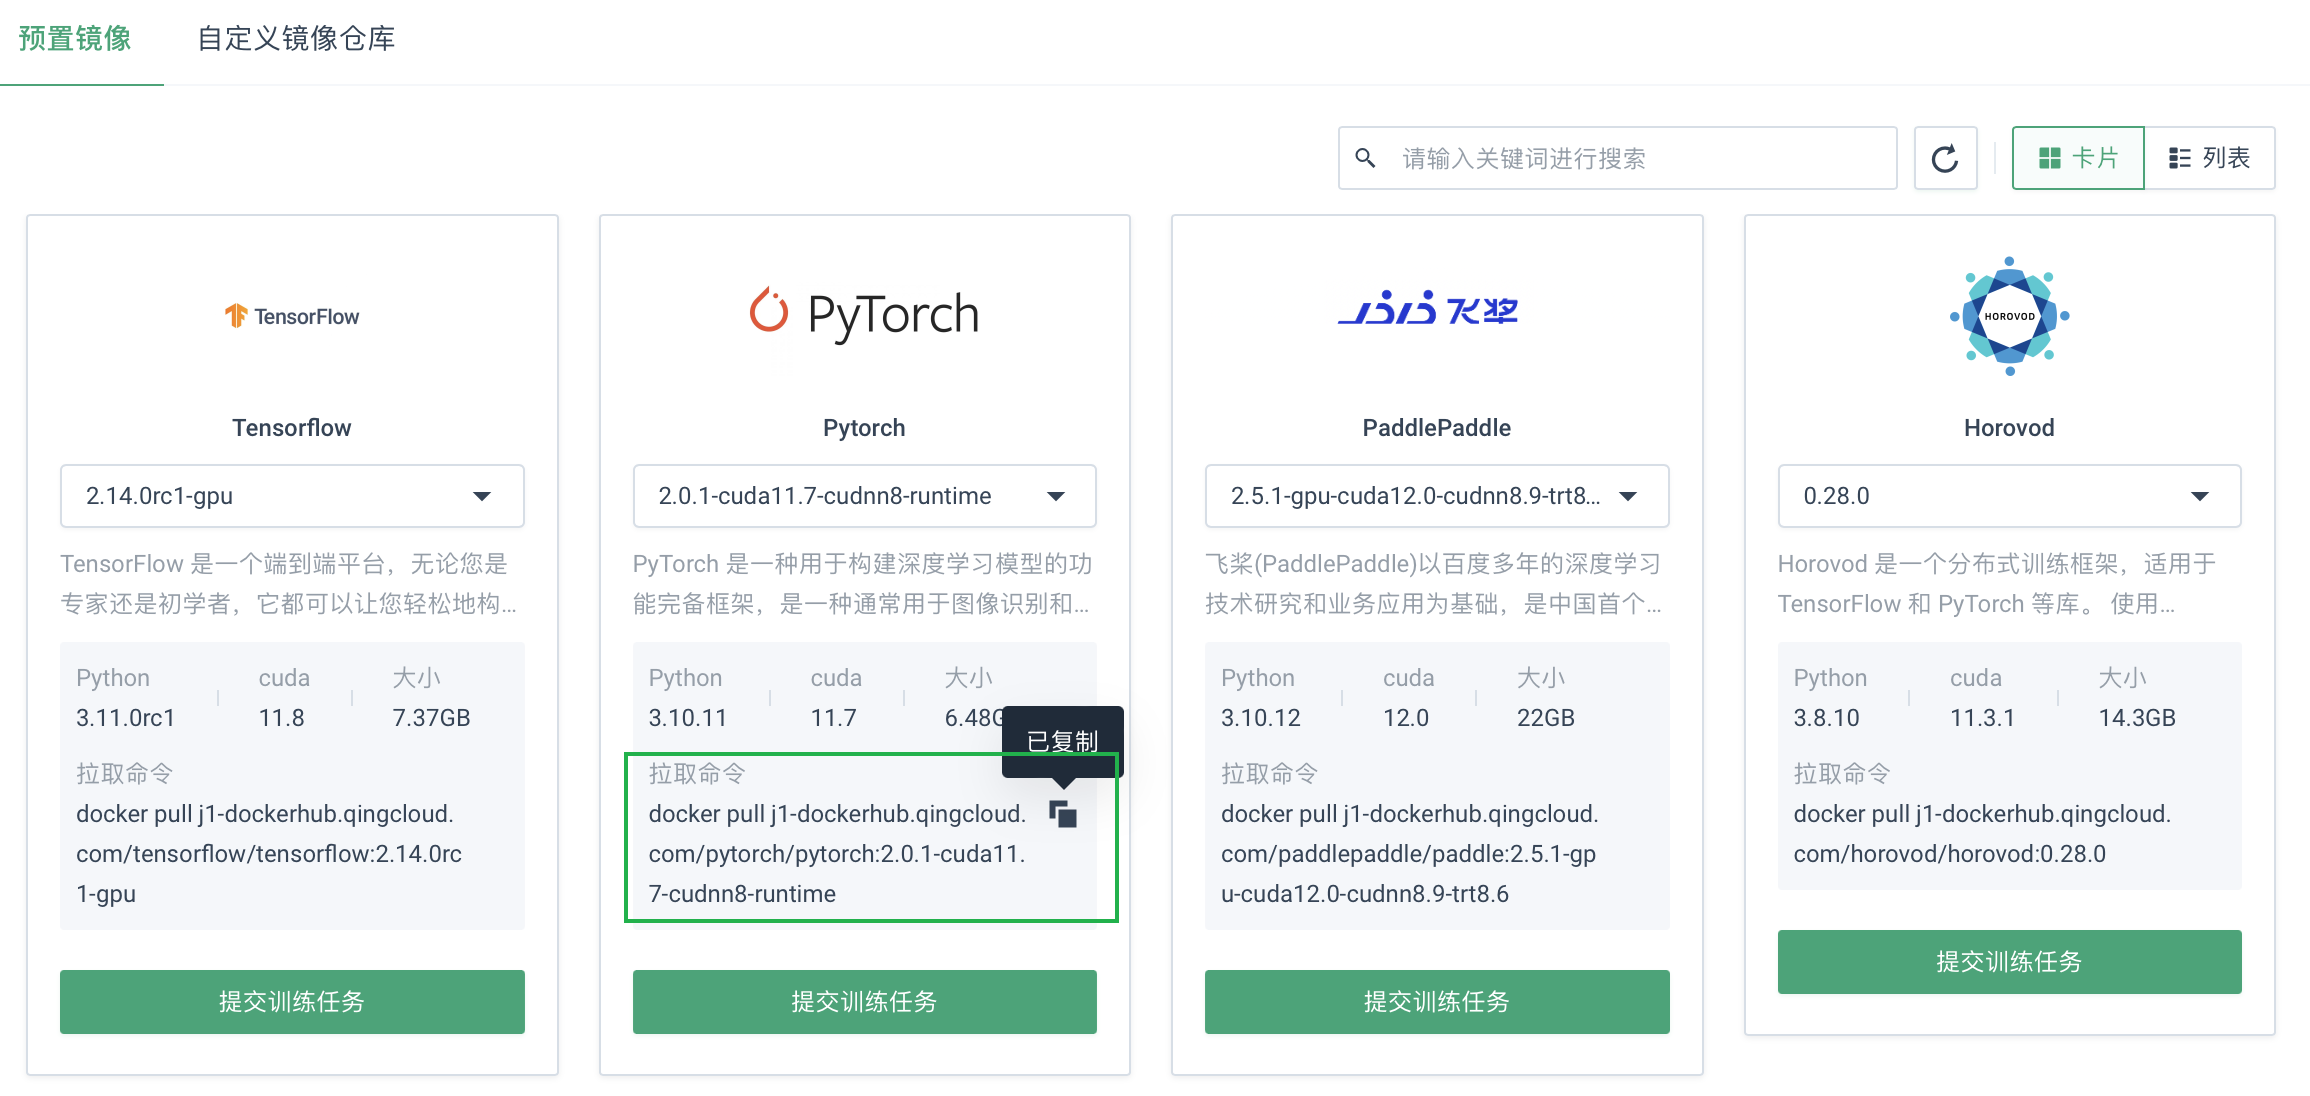 预置镜像
自定义镜像仓库
请输入关键词进行搜索
卡片
列表
TensorFlow
Tensorflow
2.14.0rc1-gpu
TensorFlow 是一个端到端平台，无论您是
专家还是初学者，它都可以让您轻松地构...
Python
cuda
大小
3.11.0rc1
11.8
7.37GB
拉取命令
docker pull j1-dockerhub.qingcloud.
com/tensorflow/tensorflow:2.14.0rc
1-gpu
提交训练任务
PyTorch
Pytorch
2.0.1-cuda11.7-cudnn8-runtime
PyTorch 是一种用于构建深度学习模型的功
能完备框架，是一种通常用于图像识别和...
Python
cuda
大小
3.10.11
11.7
6.48G
已复制
拉取命令
docker pull j1-dockerhub.qingcloud.
com/pytorch/pytorch:2.0.1-cuda11.
7-cudnn8-runtime
提交训练任务
飞桨
PaddlePaddle
2.5.1-gpu-cuda12.0-cudnn8.9-trt8...
飞桨(PaddlePaddle)以百度多年的深度学习
技术研究和业务应用为基础，是中国首个...
Python
cuda
大小
3.10.12
12.0
22GB
拉取命令
docker pull j1-dockerhub.qingcloud.
com/paddlepaddle/paddle:2.5.1-gp
u-cuda12.0-cudnn8.9-trt8.6
提交训练任务
HOROVOD
Horovod
0.28.0
Horovod 是一个分布式训练框架，适用于
TensorFlow 和 PyTorch 等库。 使用...
Python
cuda
大小
3.8.10
11.3.1
14.3GB
拉取命令
docker pull j1-dockerhub.qingcloud.
com/horovod/horovod:0.28.0
提交训练任务